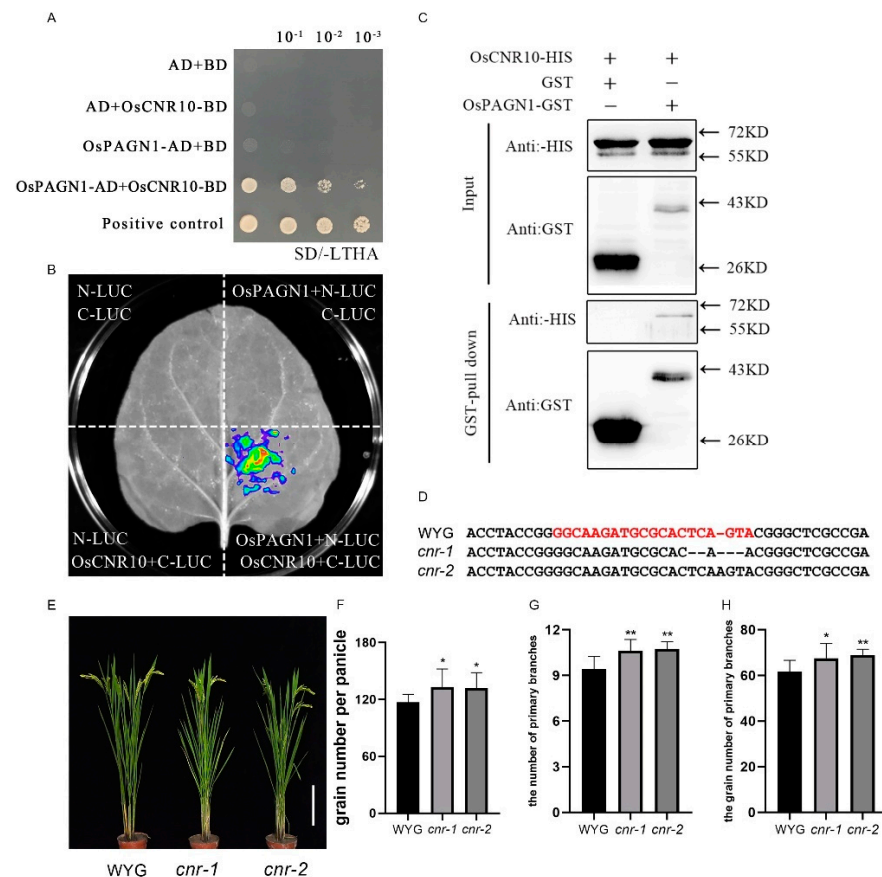 A
10-1 10-2 10-3
AD+BD
AD+OsCNR10-BD
OsPAGN1-AD+BD
OsPAGN1-AD+OsCNR10-BD
Positive control
SD/-LTHA
B
N-LUC
C-LUC
OsPAGN1+N-LUC
C-LUC
N-LUC
OsCNR10+C-LUC
OsPAGN1+N-LUC
OsCNR10+C-LUC
C
OsCNR10-HIS + +
GST + −
OsPAGN1-GST − +
Input
Anti:-HIS
← 72KD
← 55KD
Anti:GST
← 43KD
← 26KD
GST-pull down
Anti:-HIS
← 72KD
← 55KD
Anti:GST
← 43KD
← 26KD
D
WYG ACCTACCGGGGCAAGATGCGCACTCA-GTACGGGCTCGCCGA
cnr-1 ACCTACCGGGGCAAGATGCGCAC--A---ACGGGCTCGCCGA
cnr-2 ACCTACCGGGGCAAGATGCGCACTCAAGTACGGGCTCGCCGA
E
WYG cnr-1 cnr-2
F
grain number per panicle
180
120
60
0
* *
WYG cnr-1 cnr-2
G
the number of primary branches
12
9
6
3
0
** **
WYG cnr-1 cnr-2
H
the grain number of primary branches
80
60
40
20
0
* **
WYG cnr-1 cnr-2